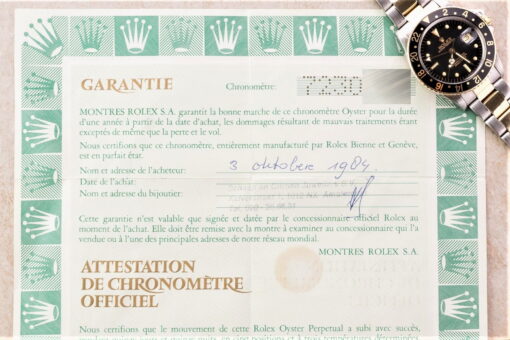 GARANTIE
Chronomètre: 7230
MONTRES ROLEX S.A. garantit la bonne marche de ce chronomètre Oyster pour la durée
d'une année à partir de la date d'achat, les dommages résultant de mauvais traitements étant
exceptés de même que la perte et le vol.
Nous certifions que ce chronomètre, entièrement manufacturé par Rolex Bienne et Genève,
est en parfait état.
Nom et adresse de l'acheteur: 3 oktober 1984
Date de l'achat:
Nom et adresse du bijoutier:
Cette garantie n'est valable que signée et datée par le concessionnaire officiel Rolex
au moment de l'achat. Elle doit être remise avec la montre à examiner au concessionnaire qui l'a
vendue ou à l'une des principales adresses de notre réseau mondial.
MONTRES ROLEX S.A.
ATTESTATION
DE CHRONOMÈTRE
OFFICIEL
Nous certifions que le mouvement de cette Rolex Oyster Perpetual a subi avec succès,